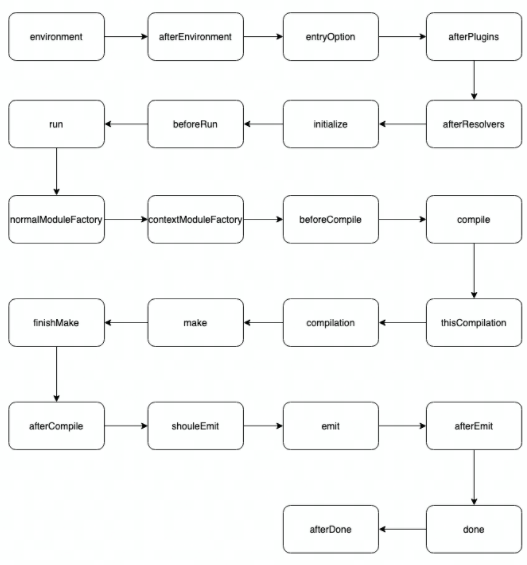 environment
afterEnvironment
entryOption
afterPlugins
run
beforeRun
initialize
afterResolvers
normalModuleFactory
contextModuleFactory
beforeCompile
compile
finishMake
make
compilation
thisCompilation
afterCompile
shouleEmit
emit
afterEmit
afterDone
done